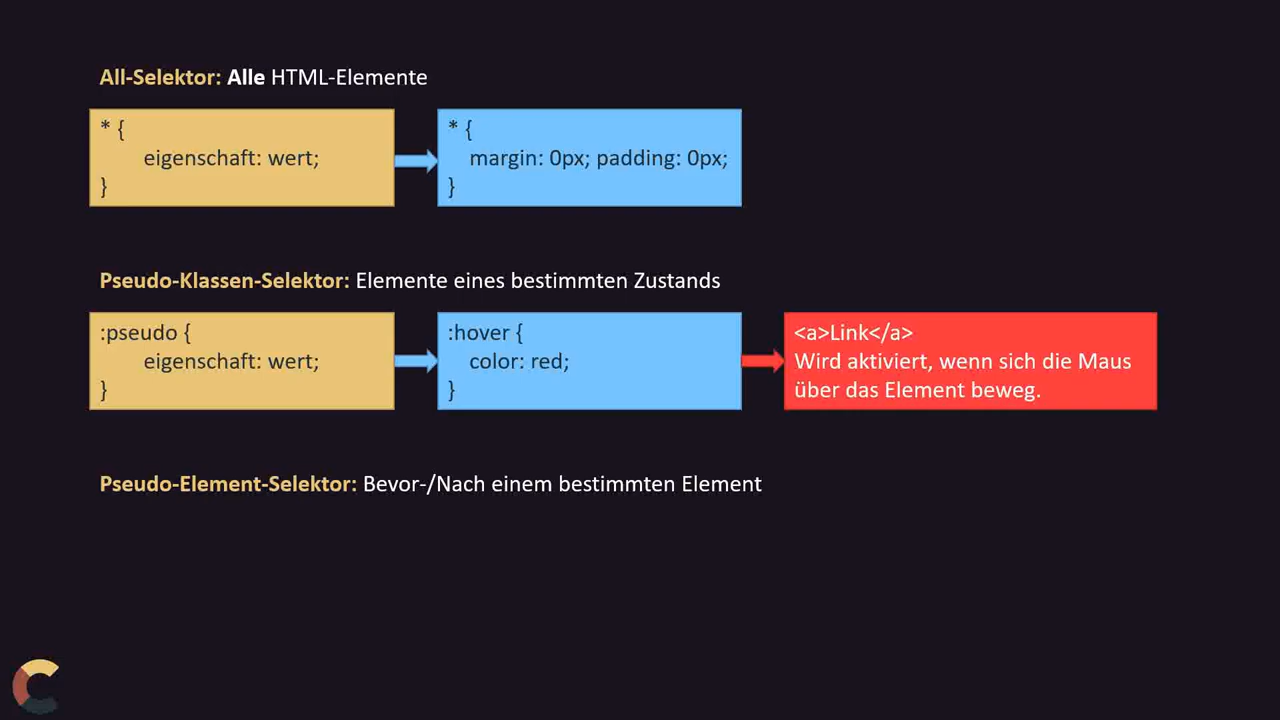 All-Selektor: Alle HTML-Elemente
* {
eigenschaft: wert;
}
* {
margin: 0px; padding: 0px;
}
Pseudo-Klassen-Selektor: Elemente eines bestimmten Zustands
:pseudo {
eigenschaft: wert;
}
:hover {
color: red;
}
<a>Link</a>
Wird aktiviert, wenn sich die Maus
über das Element beweg.
Pseudo-Element-Selektor: Bevor-/Nach einem bestimmten Element